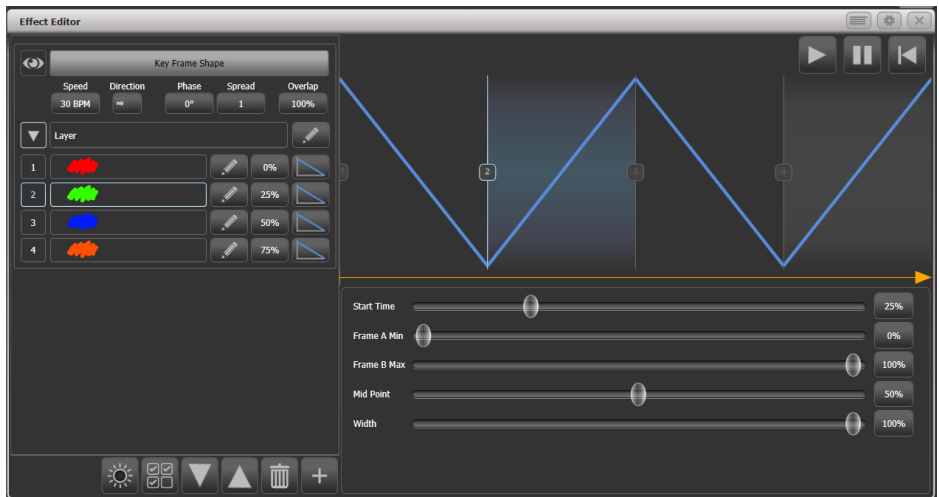 Effect Editor
Key Frame Shape
Speed Direction Phase Spread Overlap
30 BPM 0° 1 100%
Layer
1 0%
2 25%
3 50%
4 75%
1 2 3 4
Start Time 25%
Frame A Min 0%
Frame B Max 100%
Mid Point 50%
Width 100%